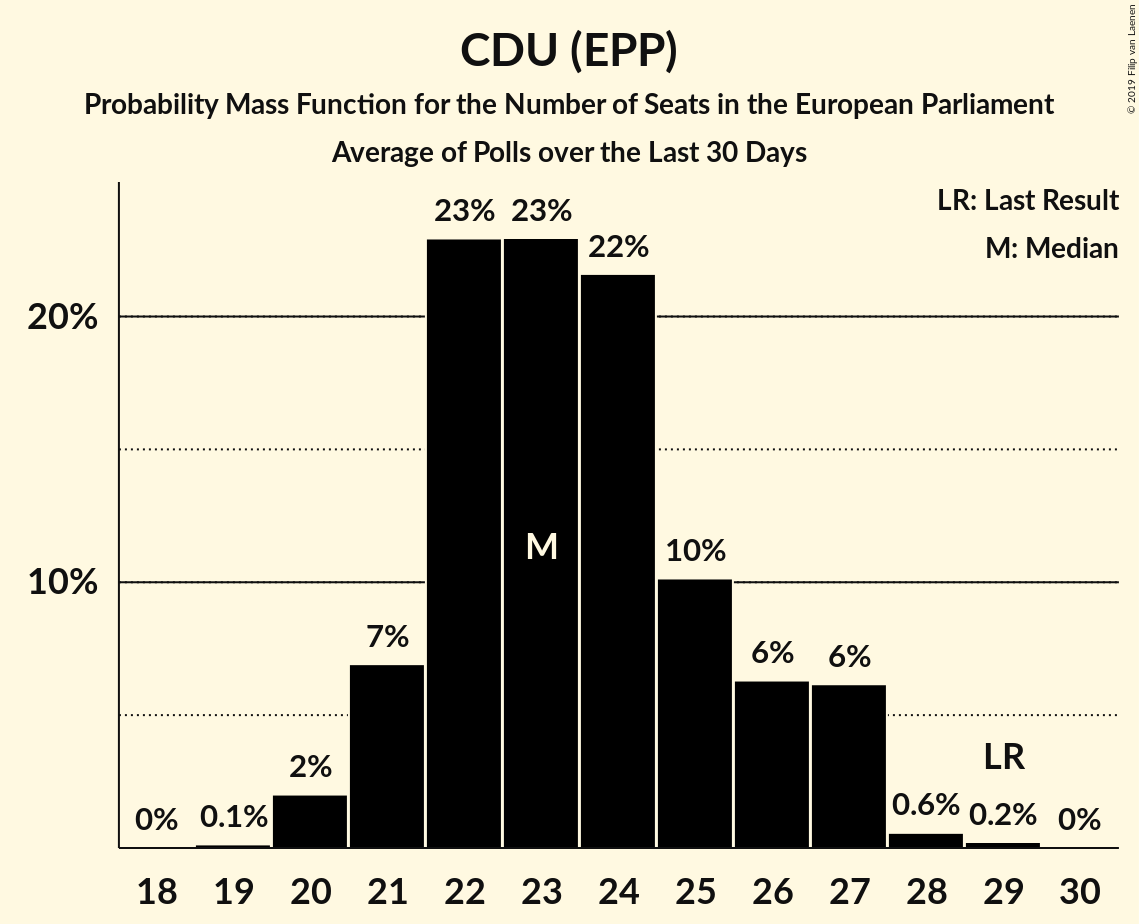 CDU (EPP)
Probability Mass Function for the Number of Seats in the European Parliament
Average of Polls over the Last 30 Days
© 2019 Filip van Laenen
LR: Last Result
M: Median
23% 23%
22%
20%
M
10%
10%
7%
6% 6%
2%
LR
0% 0.1% 0.6% 0.2% 0%
18 19 20 21 22 23 24 25 26 27 28 29 30